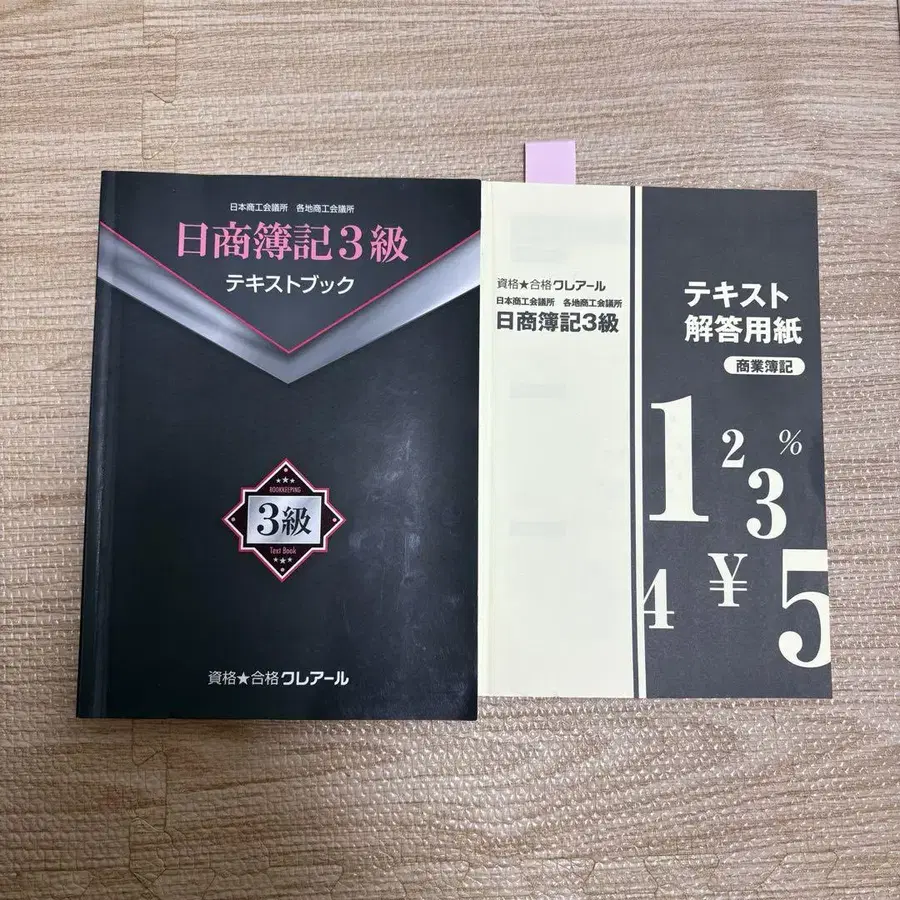 日本商工会議所 各地商工会議所
日商簿記3級
テキストブック
BOOKKEEPING
3級
Text Book
資格★合格クレアール
資格★合格クレアール
日本商工会議所 各地商工会議所
日商簿記3級
テキスト
解答用紙
商業簿記
1 2 3 %
4 ¥ 5